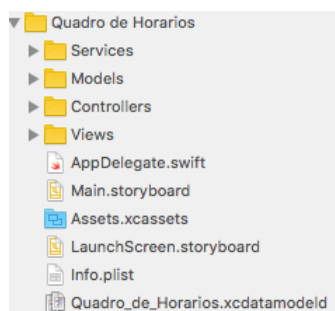 Quadro de Horarios
Services
Models
Controllers
Views
AppDelegate.swift
Main.storyboard
Assets.xcassets
LaunchScreen.storyboard
Info.plist
Quadro_de_Horarios.xcdatamodeld